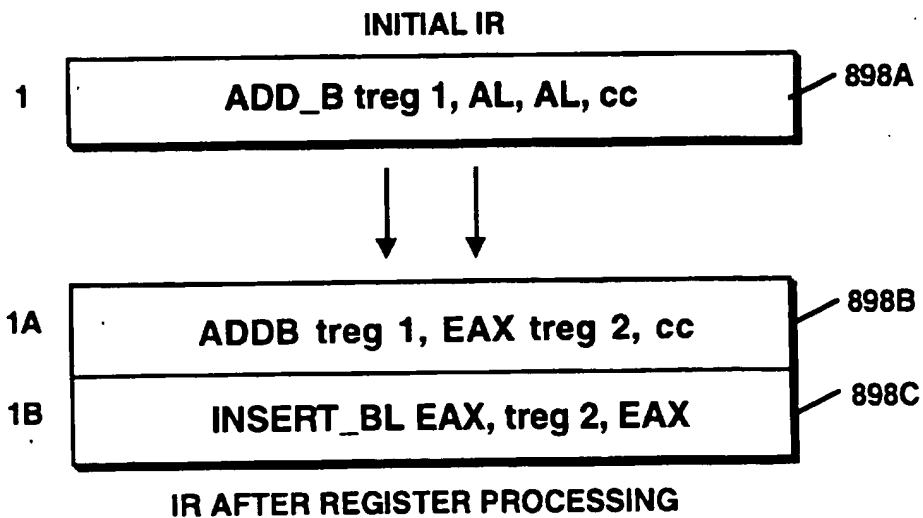 INITIAL IR
1 ADD_B treg 1, AL, AL, cc 898A
1A ADDB treg 1, EAX treg 2, cc 898B
1B INSERT_BL EAX, treg 2, EAX 898C
IR AFTER REGISTER PROCESSING